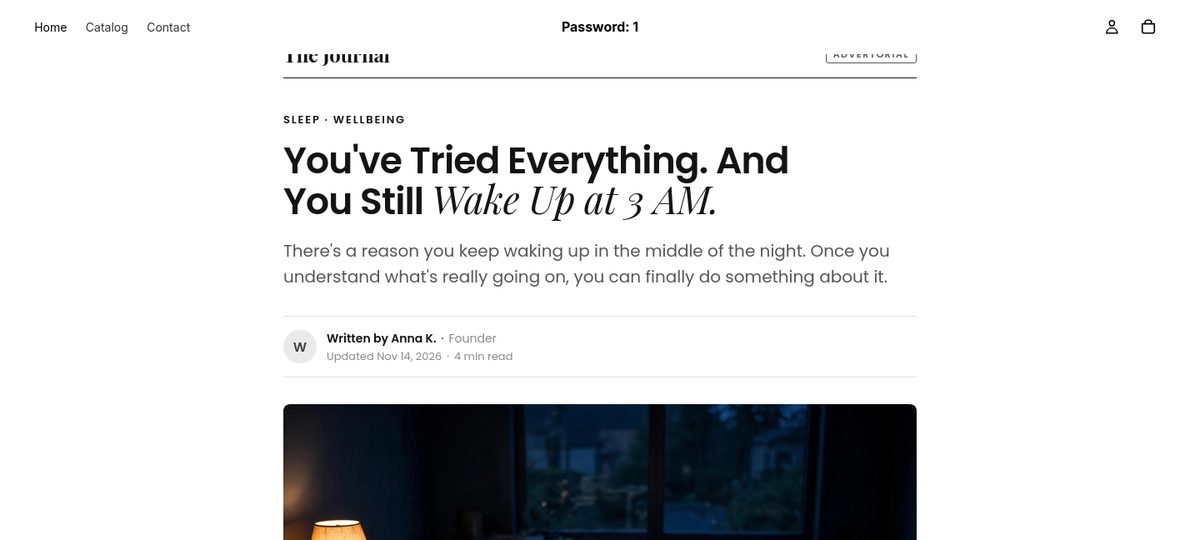 Home Catalog Contact
Password: 1
The Journal
ADVERTORIAL
SLEEP · WELLBEING
You've Tried Everything. And
You Still Wake Up at 3 AM.
There's a reason you keep waking up in the middle of the night. Once you
understand what's really going on, you can finally do something about it.
W
Written by Anna K. · Founder
Updated Nov 14, 2026 · 4 min read